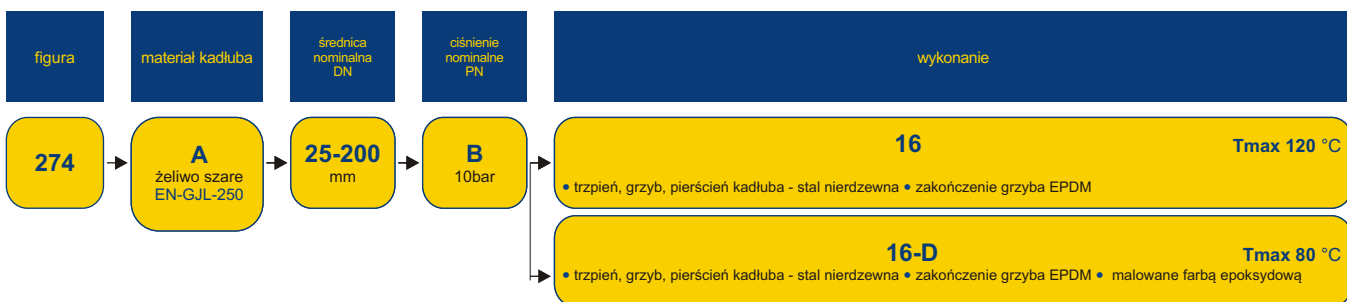 figura
materiał kadłuba
średnica
nominalna
DN
ciśnienie
nominalne
PN
wykonanie
274
A
żeliwo szare
EN-GJL-250
25-200
mm
B
10bar
16 Tmax 120 °C
• trzpień, grzyb, pierścień kadłuba - stal nierdzewna • zakończenie grzyba EPDM
16-D Tmax 80 °C
• trzpień, grzyb, pierścień kadłuba - stal nierdzewna • zakończenie grzyba EPDM • malowane farbą epoksydową